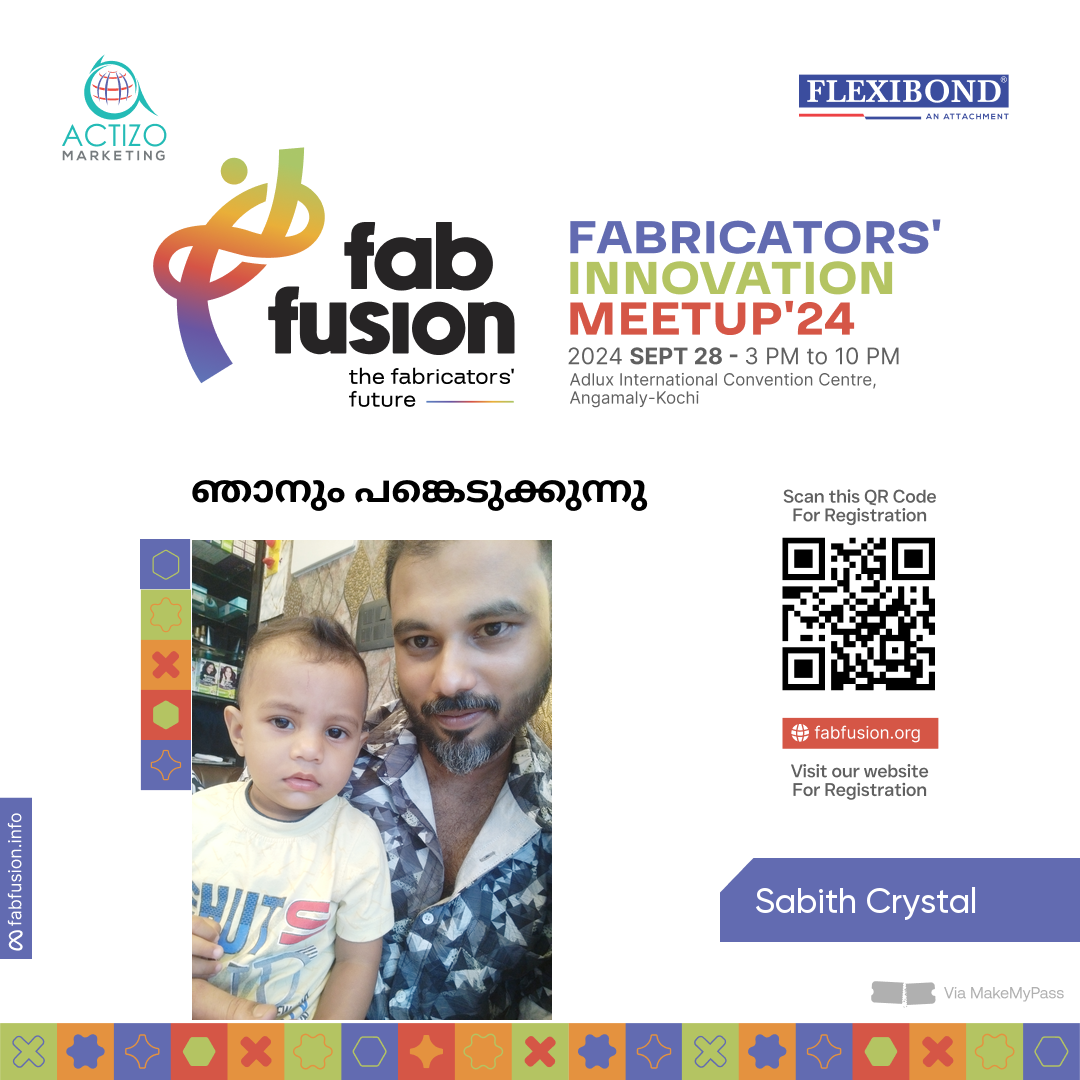 ACTIZO
MARKETING
FLEXIBOND®
AN ATTACHMENT
fab
fusion
the fabricators'
future
FABRICATORS'
INNOVATION
MEETUP'24
2024 SEPT 28 - 3 PM to 10 PM
Adlux International Convention Centre,
Angamaly-Kochi
ഞാനും പങ്കെടുക്കുന്നു
Scan this QR Code
For Registration
fabfusion.org
Visit our website
For Registration
fabfusion.info
Sabith Crystal
Via MakeMyPass